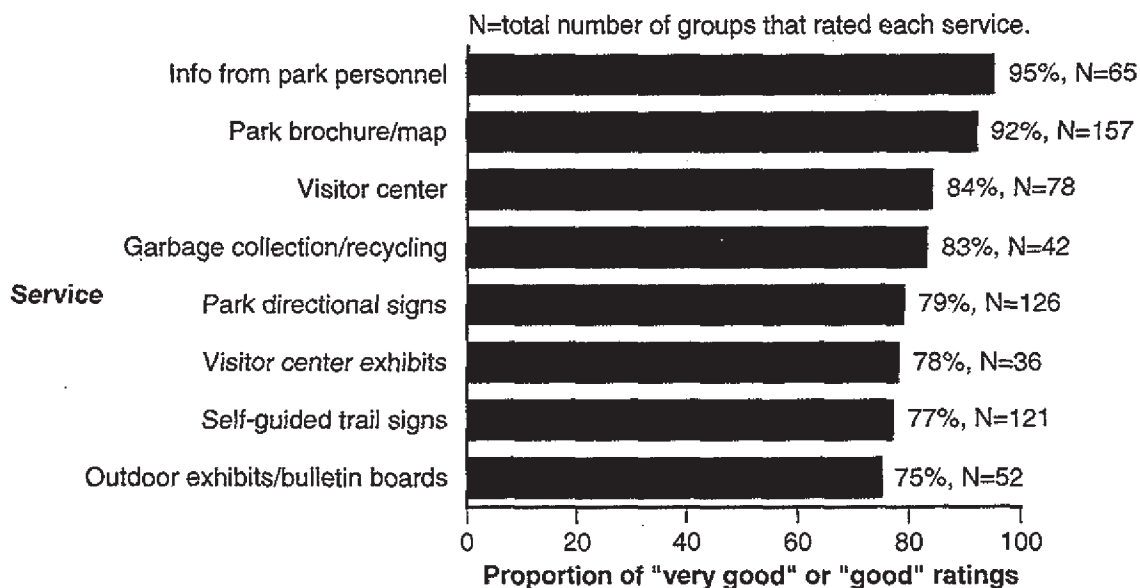 N=total number of groups that rated each service.
Info from park personnel 95%, N=65
Park brochure/map 92%, N=157
Visitor center 84%, N=78
Garbage collection/recycling 83%, N=42
Service
Park directional signs 79%, N=126
Visitor center exhibits 78%, N=36
Self-guided trail signs 77%, N=121
Outdoor exhibits/bulletin boards 75%, N=52
0 20 40 60 80 100
Proportion of "very good" or "good" ratings